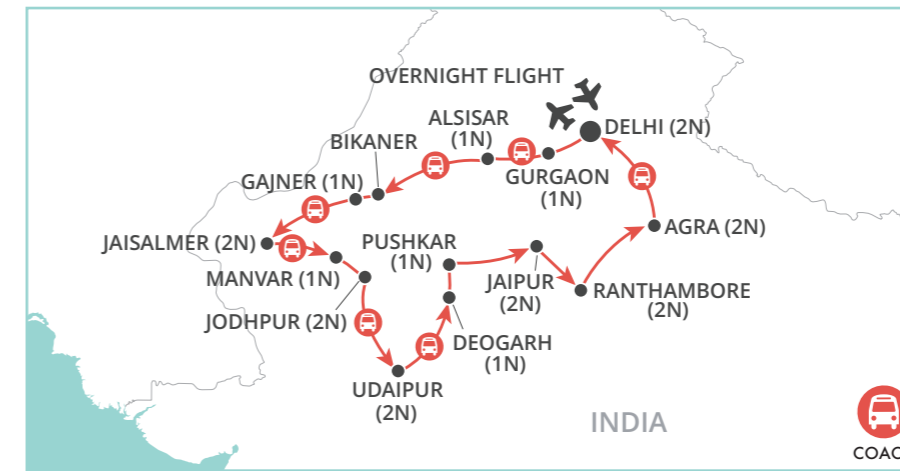 OVERNIGHT FLIGHT
ALSISAR
(1N)
DELHI (2N)
BIKANER
GURGAON
(1N)
GAJNER (1N)
AGRA (2N)
JAISALMER (2N)
PUSHKAR
(1N)
MANVAR (1N)
JAIPUR
(2N)
RANTHAMBORE
(2N)
JODHPUR (2N)
DEOGARH
(1N)
UDAIPUR
(2N)
INDIA
COAC